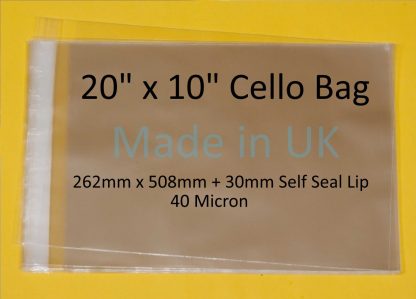 20" x 10" Cello Bag
Made in UK
262mm x 508mm + 30mm Self Seal Lip
40 Micron